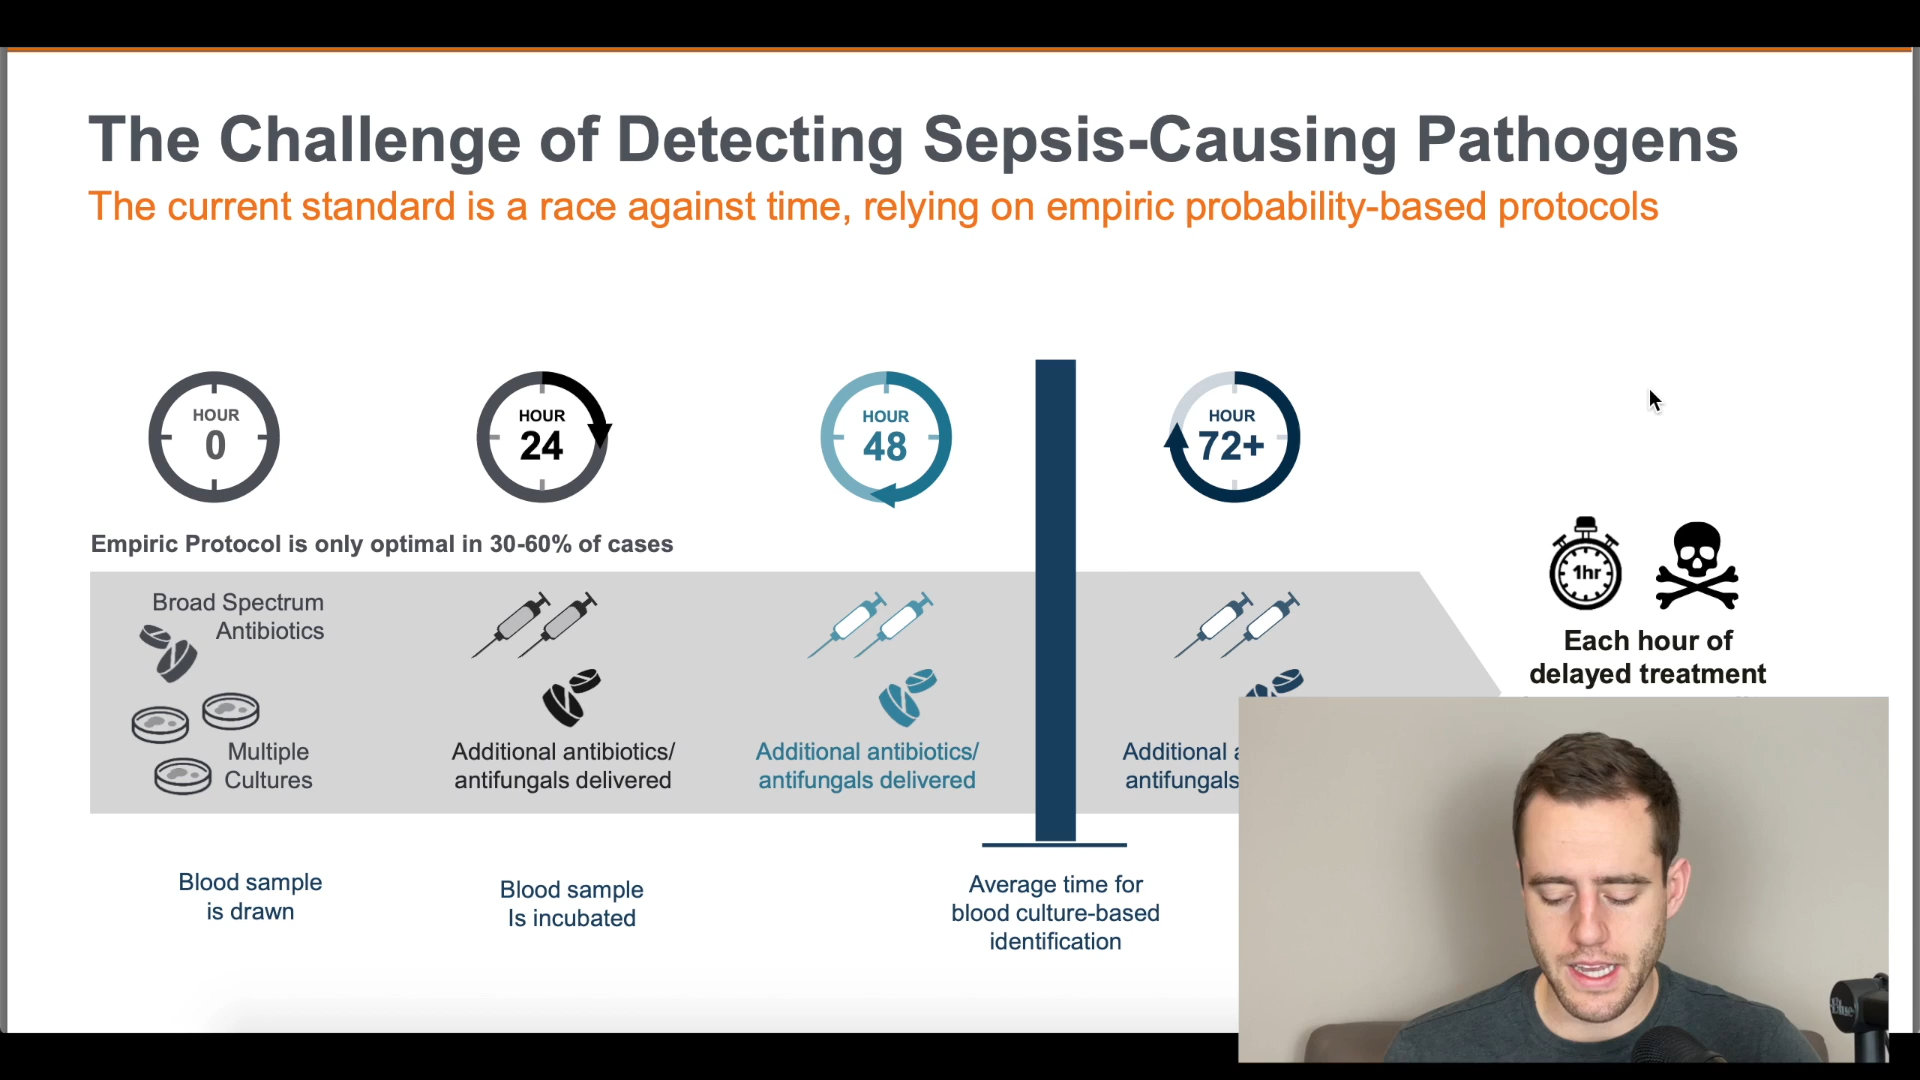 The Challenge of Detecting Sepsis-Causing Pathogens
The current standard is a race against time, relying on empiric probability-based protocols
HOUR
0
HOUR
24
HOUR
48
HOUR
72+
Empiric Protocol is only optimal in 30-60% of cases
Broad Spectrum
Antibiotics
Multiple
Cultures
Additional antibiotics/
antifungals delivered
Additional antibiotics/
antifungals delivered
Additional
antifungals
1hr
Each hour of
delayed treatment
Blood sample
is drawn
Blood sample
Is incubated
Average time for
blood culture-based
identification
Blue